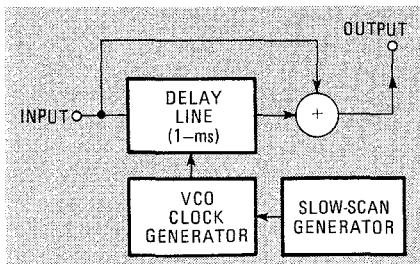 OUTPUT
INPUT
DELAY
LINE
(1-ms)
+
VCO
CLOCK
GENERATOR
SLOW-SCAN
GENERATOR